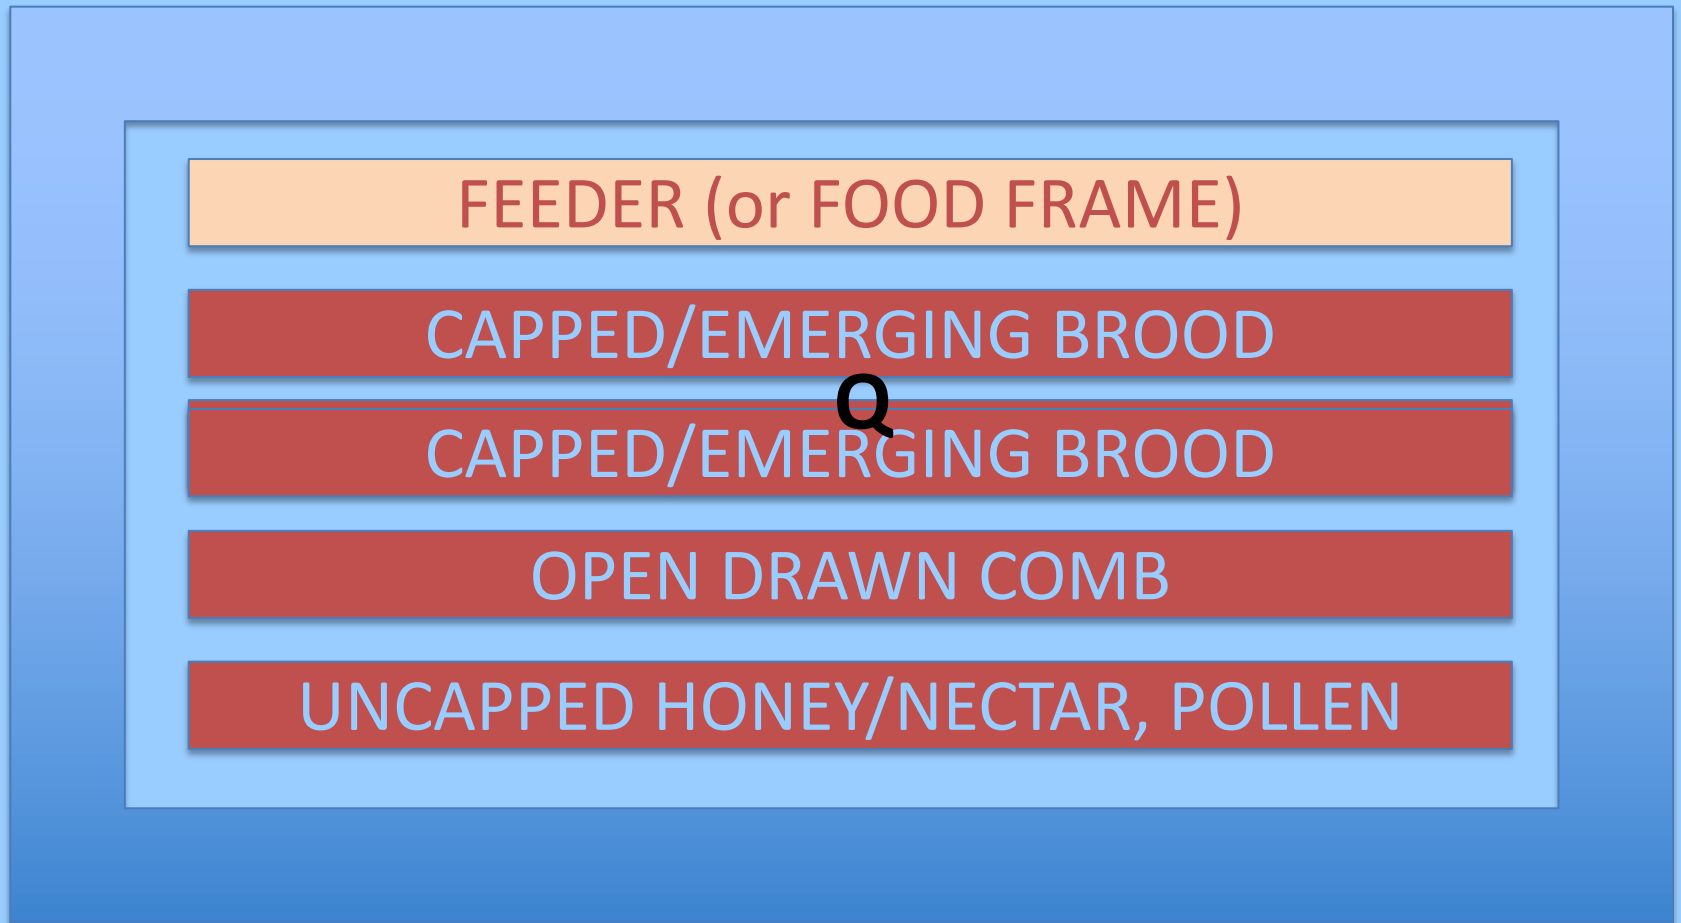 FEEDER (or FOOD FRAME)
CAPPED/EMERGING BROOD
Q
CAPPED/EMERGING BROOD
OPEN DRAWN COMB
UNCAPPED HONEY/NECTAR, POLLEN